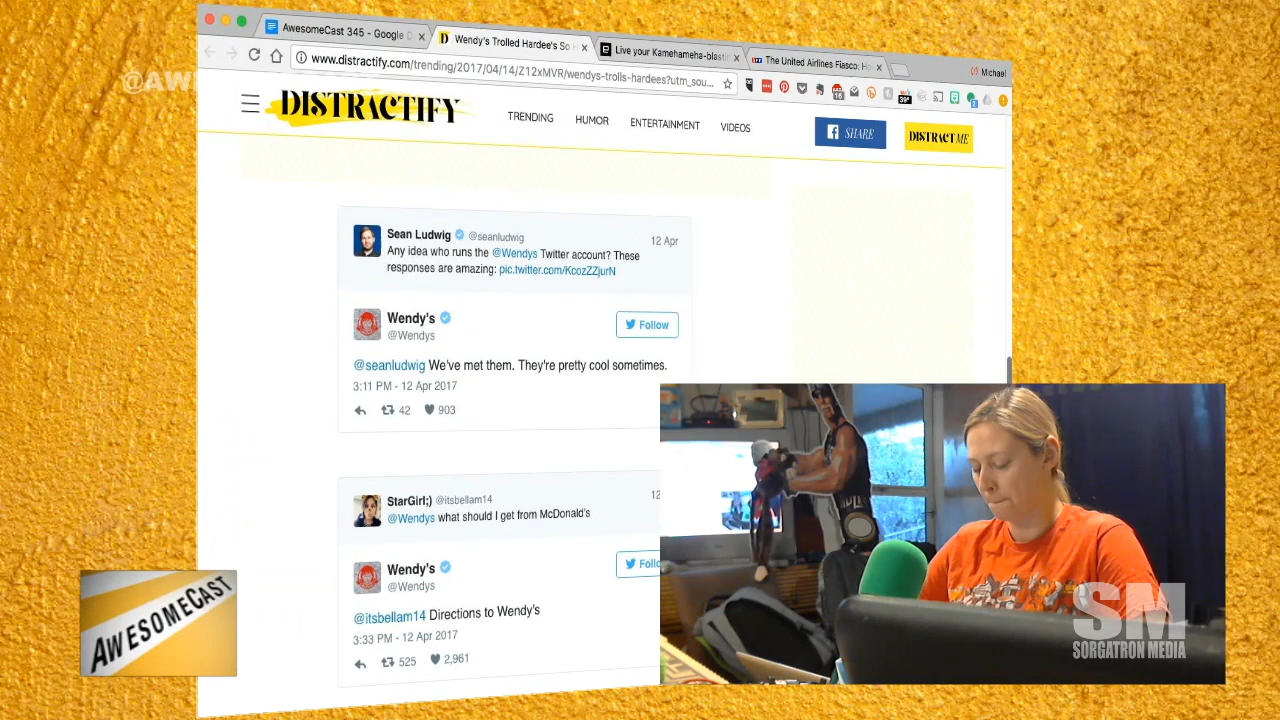 AwesomeCast 345 - Google D
Wendy's Trolled Hardee's So H
Live your Kamehameha-blastin
The United Airlines Fiasco: Ho
Michael
www.distractify.com/trending/2017/04/14/Z12xMVR/wendys-trolls-hardees?utm_sou...
@AW
DISTRACTIFY
TRENDING
HUMOR
ENTERTAINMENT
VIDEOS
SHARE
DISTRACT ME
Sean Ludwig @seanludwig
12 Apr
Any idea who runs the @Wendys Twitter account? These
responses are amazing: pic.twitter.com/KcozZZjurN
Wendy's
@Wendys
Follow
@seanludwig We've met them. They're pretty cool sometimes.
3:11 PM - 12 Apr 2017
42 903
StarGirl;) @itsbellam14
12
@Wendys what should I get from McDonald's
Wendy's
@Wendys
Follo
@itsbellam14 Directions to Wendy's
3:33 PM - 12 Apr 2017
525 2,961
AWESOMECAST
SM
SORGATRON MEDIA